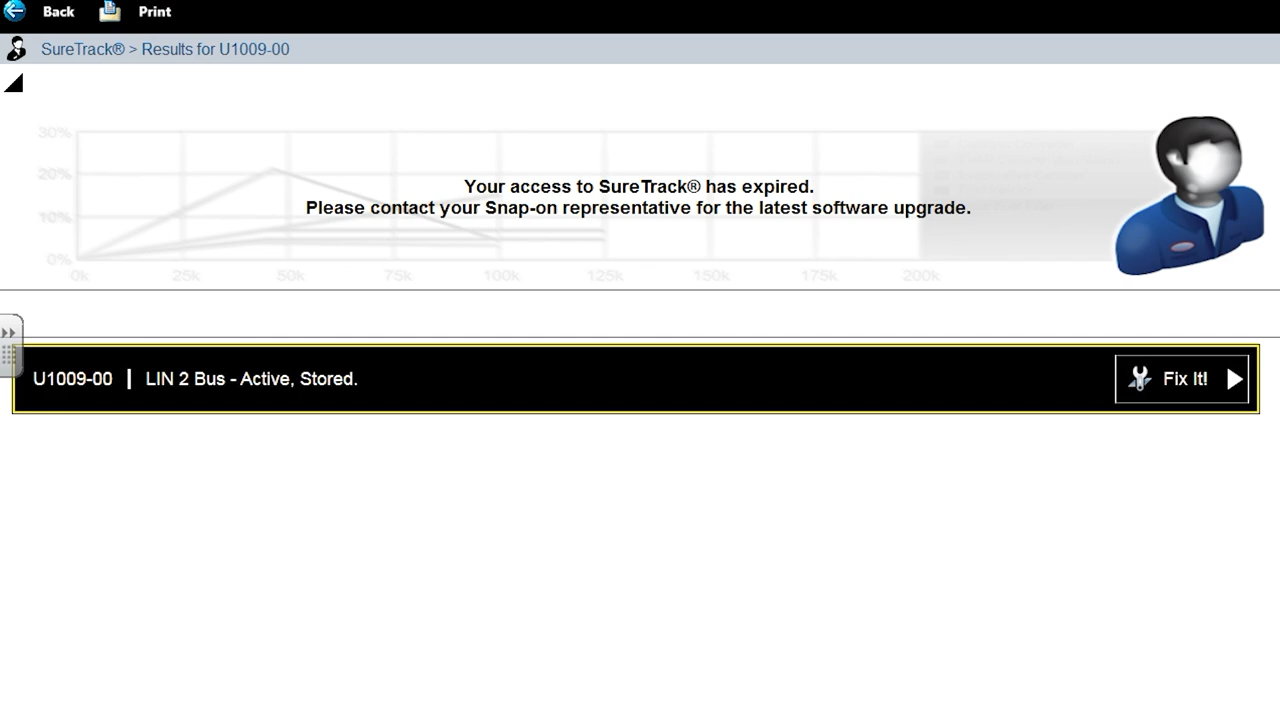 Back Print
SureTrack® > Results for U1009-00
30%
20%
10%
0%
0k 25k 50k 75k 100k 125k 150k 175k 200k
Your access to SureTrack® has expired.
Please contact your Snap-on representative for the latest software upgrade.
U1009-00 | LIN 2 Bus - Active, Stored.
Fix It!